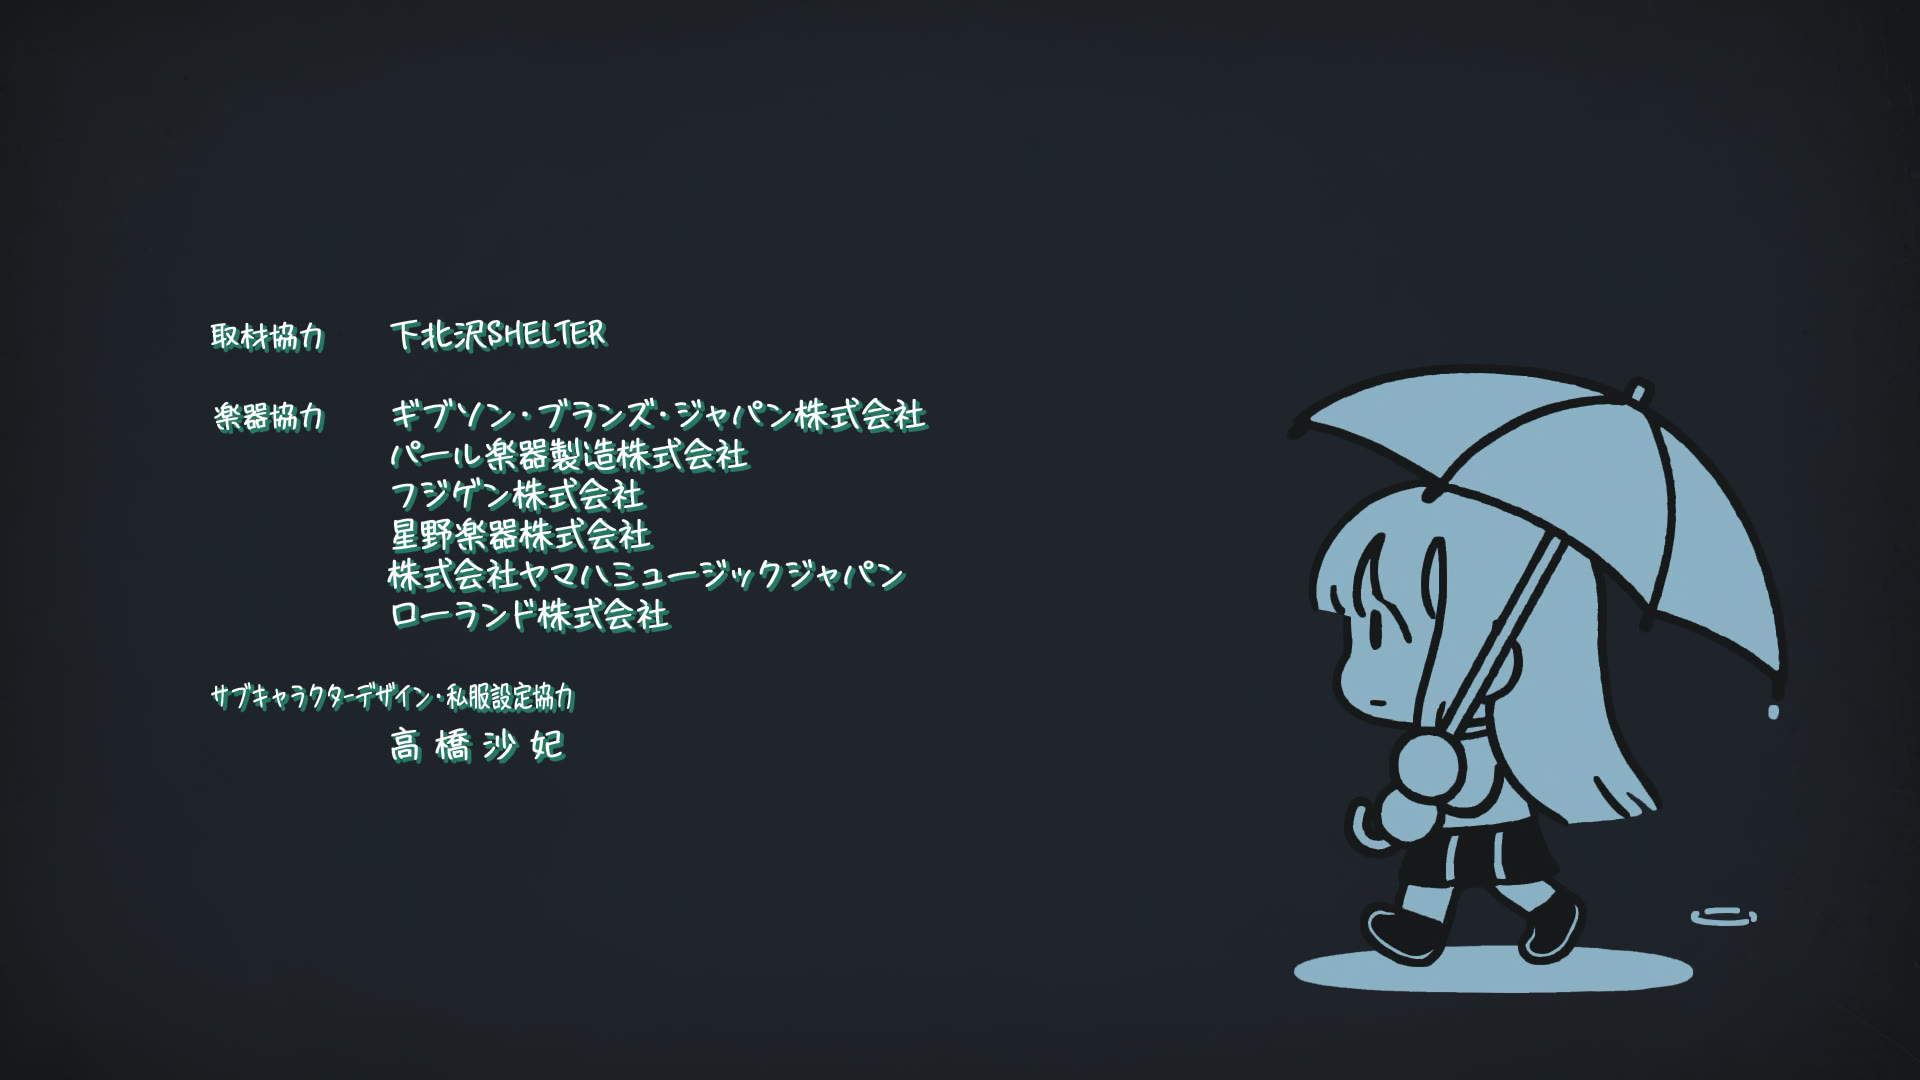 取材協力 下北沢SHELTER
楽器協力 ギブソン・ブランズ・ジャパン株式会社
パール楽器製造株式会社
フジゲン株式会社
星野楽器株式会社
株式会社ヤマハミュージックジャパン
ローランド株式会社
サブキャラクターデザイン・私服設定協力
高橋沙妃